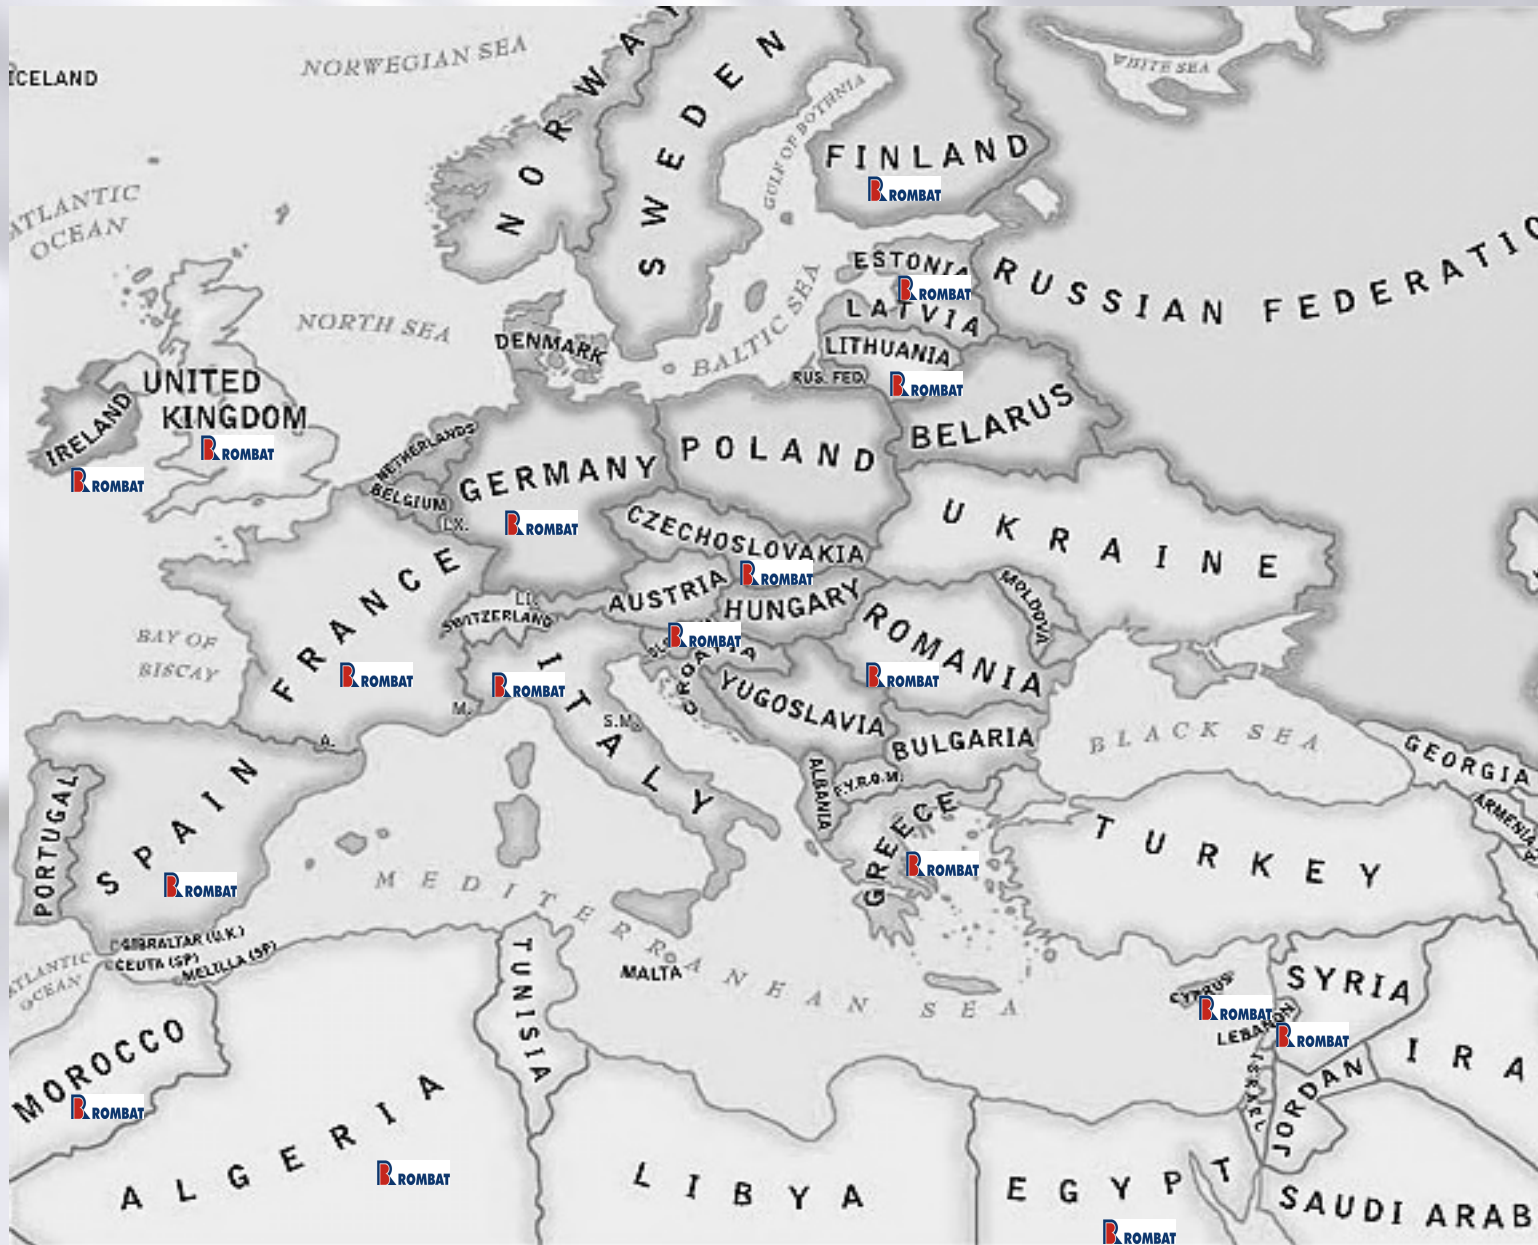 ICELAND
NORWEGIAN SEA
NORWAY
SWEDEN
WHITE SEA
GULF OF BOTHNIA
FINLAND
ROMBAT
ATLANTIC
OCEAN
ESTONIA
ROMBAT
RUSSIAN FEDERATIO
LATVIA
NORTH SEA
BALTIC SEA
DENMARK
LITHUANIA
RUS. FED.
ROMBAT
UNITED
KINGDOM
ROMBAT
IRELAND
ROMBAT
BELARUS
NETHERLANDS
BELGIUM
LX.
GERMANY
ROMBAT
POLAND
CZECHOSLOVAKIA
ROMBAT
UKRAINE
FRANCE
ROMBAT
LI.
SWITZERLAND
AUSTRIA
HUNGARY
MOLDOVA
ROMANIA
ROMBAT
BAY OF
BISCAY
ROMBAT
CROATIA
ITALY
ROMBAT
M.
S.M.
YUGOSLAVIA
BULGARIA
BLACK SEA
GEORGIA
ARMENIA
A.
ALBANIA
F.Y.R.O.M.
GREECE
ROMBAT
TURKEY
PORTUGAL
SPAIN
ROMBAT
MEDITERRANEAN SEA
GIBRALTAR (U.K.)
CEUTA (SP)
MELILLA (SP)
ATLANTIC
OCEAN
MALTA
TUNISIA
CYPRUS
ROMBAT
SYRIA
LEBANON
ROMBAT
ISRAEL
JORDAN
IRA
MOROCCO
ROMBAT
ALGERIA
ROMBAT
LIBYA
EGYPT
ROMBAT
SAUDI ARAB